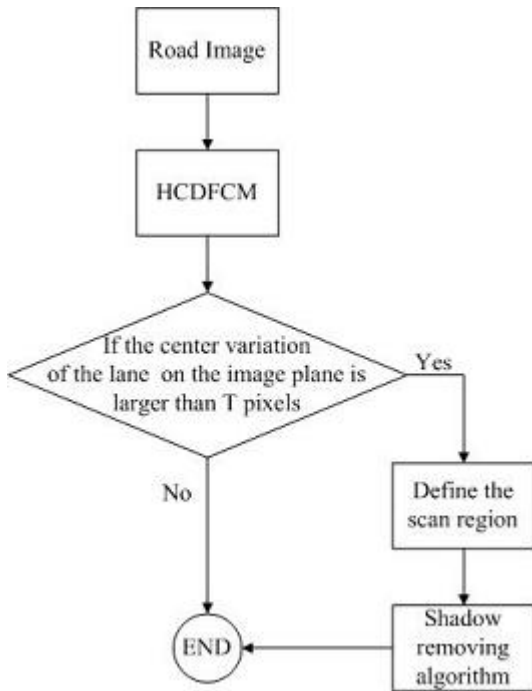 Road Image
HCDFCM
If the center variation
of the lane on the image plane is
larger than T pixels
Yes
No
Define the
scan region
Shadow
removing
algorithm
END